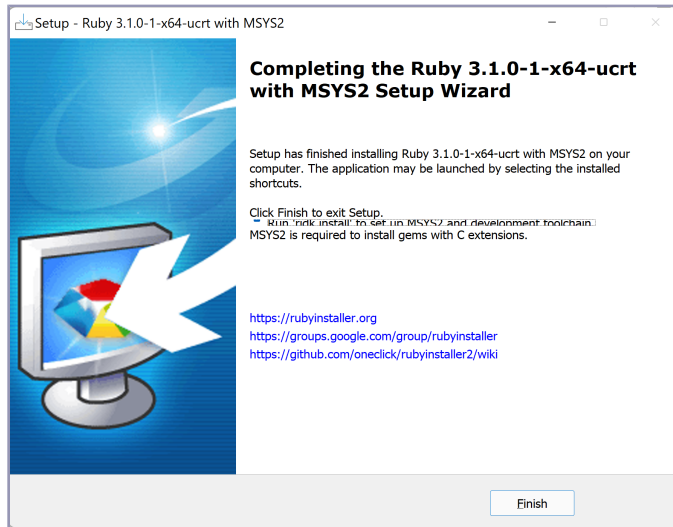 Setup - Ruby 3.1.0-1-x64-ucrt with MSYS2
Completing the Ruby 3.1.0-1-x64-ucrt
with MSYS2 Setup Wizard
Setup has finished installing Ruby 3.1.0-1-x64-ucrt with MSYS2 on your
computer. The application may be launched by selecting the installed
shortcuts.
Click Finish to exit Setup.
Run 'ridk install' to set up MSYS2 and development toolchain.
MSYS2 is required to install gems with C extensions.
https://rubyinstaller.org
https://groups.google.com/group/rubyinstaller
https://github.com/oneclick/rubyinstaller2/wiki
Finish